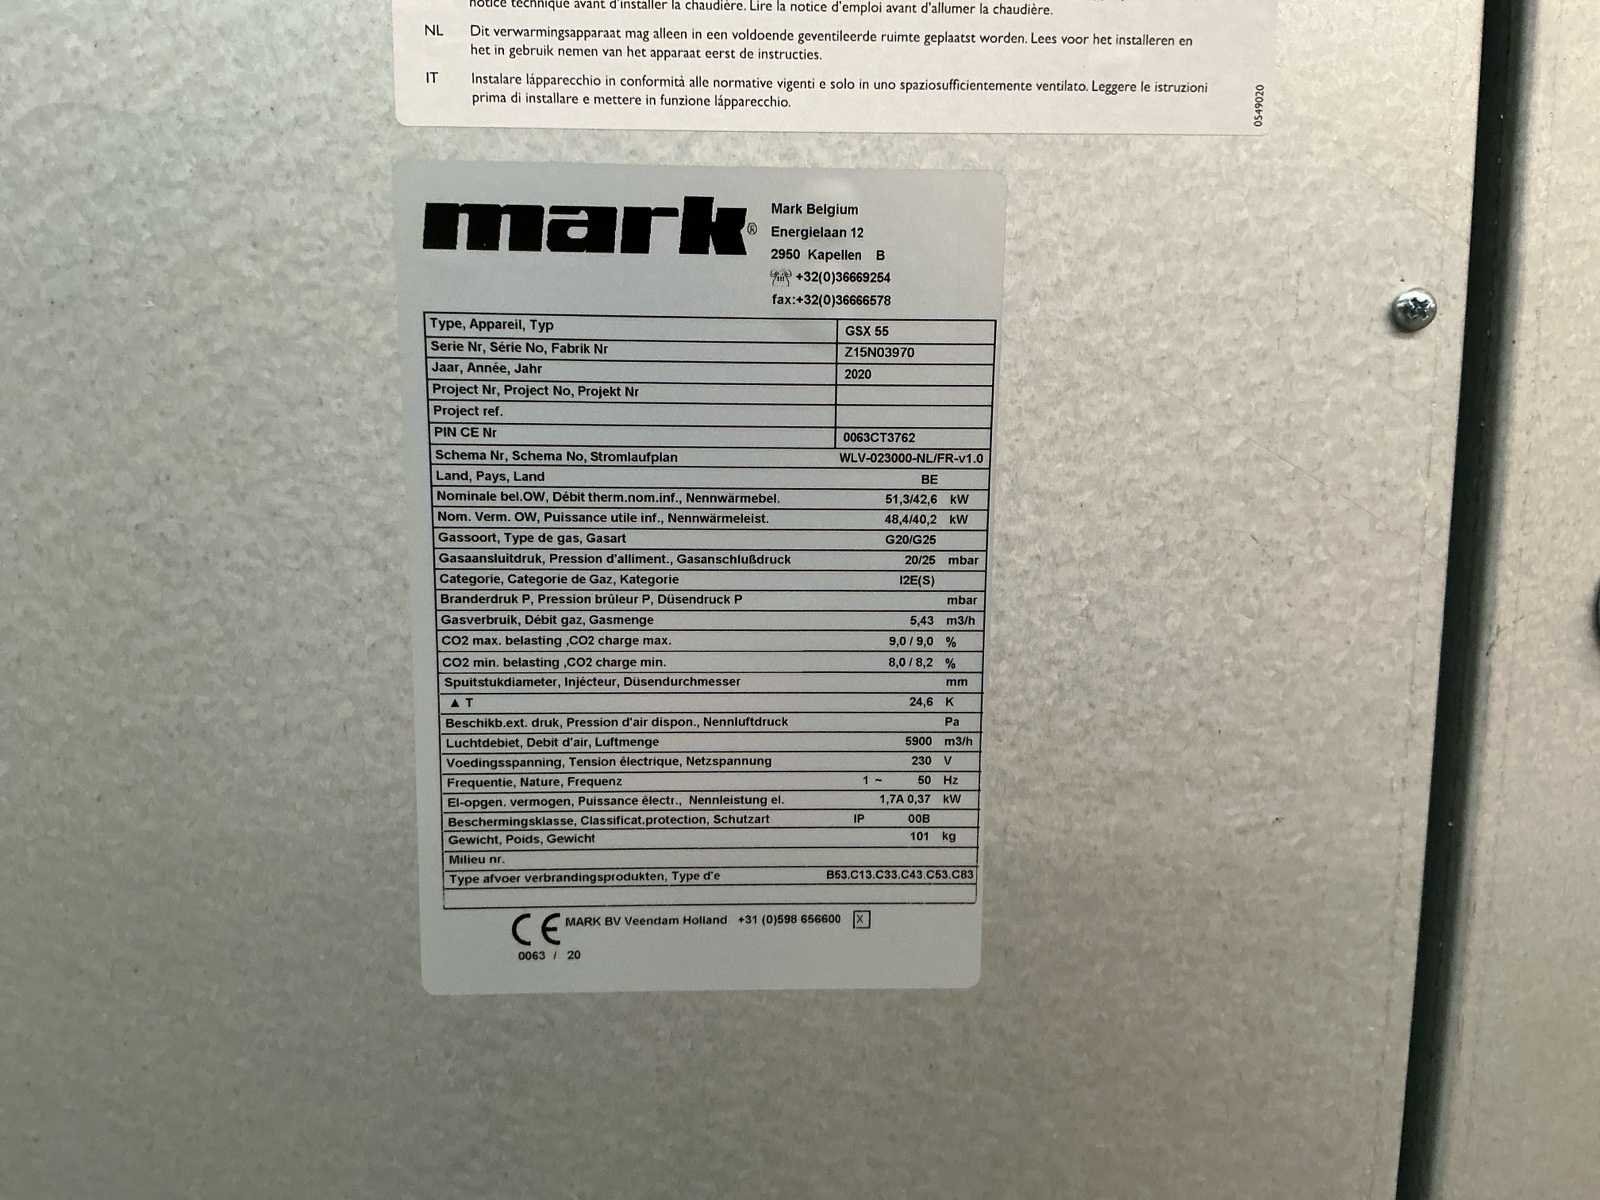 notice technique avant d'installer la chaudière. Lire la notice d'emploi avant d'allumer la chaudière.
NL Dit verwarmingsapparaat mag alleen in een voldoende geventileerde ruimte geplaatst worden. Lees voor het installeren en
het in gebruik nemen van het apparaat eerst de instructies.
IT Instalare lápparecchio in conformità alle normative vigenti e solo in uno spaziosufficientemente ventilato. Leggere le istruzioni
prima di installare e mettere in funzione lápparecchio.
0549020
mark®
Mark Belgium
Energielaan 12
2950 Kapellen B
+32(0)36669254
fax:+32(0)36666578
Type, Appareil, Typ GSX 55
Serie Nr, Série No, Fabrik Nr Z15N03970
Jaar, Année, Jahr 2020
Project Nr, Project No, Projekt Nr
Project ref.
PIN CE Nr 0063CT3762
Schema Nr, Schema No, Stromlaufplan WLV-023000-NL/FR-v1.0
Land, Pays, Land BE
Nominale bel.OW, Débit therm.nom.inf., Nennwärmebel. 51,3/42,6 kW
Nom. Verm. OW, Puissance utile inf., Nennwärmeleist. 48,4/40,2 kW
Gassoort, Type de gas, Gasart G20/G25
Gasaansluitdruk, Pression d'alliment., Gasanschlußdruck 20/25 mbar
Categorie, Categorie de Gaz, Kategorie I2E(S)
Branderdruk P, Pression brûleur P, Düsendruck P mbar
Gasverbruik, Débit gaz, Gasmenge 5,43 m3/h
CO2 max. belasting ,CO2 charge max. 9,0 / 9,0 %
CO2 min. belasting ,CO2 charge min. 8,0 / 8,2 %
Spuitstukdiameter, Injécteur, Düsendurchmesser mm
▲ T 24,6 K
Beschikb.ext. druk, Pression d'air dispon., Nennluftdruck Pa
Luchtdebiet, Debit d'air, Luftmenge 5900 m3/h
Voedingsspanning, Tension électrique, Netzspannung 230 V
Frequentie, Nature, Frequenz 1 ~ 50 Hz
El-opgen. vermogen, Puissance électr., Nennleistung el. 1,7A 0,37 kW
Beschermingsklasse, Classificat.protection, Schutzart IP 00B
Gewicht, Poids, Gewicht 101 kg
Milieu nr.
Type afvoer verbrandingsprodukten, Type d'e B53.C13.C33.C43.C53.C83
CE MARK BV Veendam Holland +31 (0)598 656600 X
0063 / 20